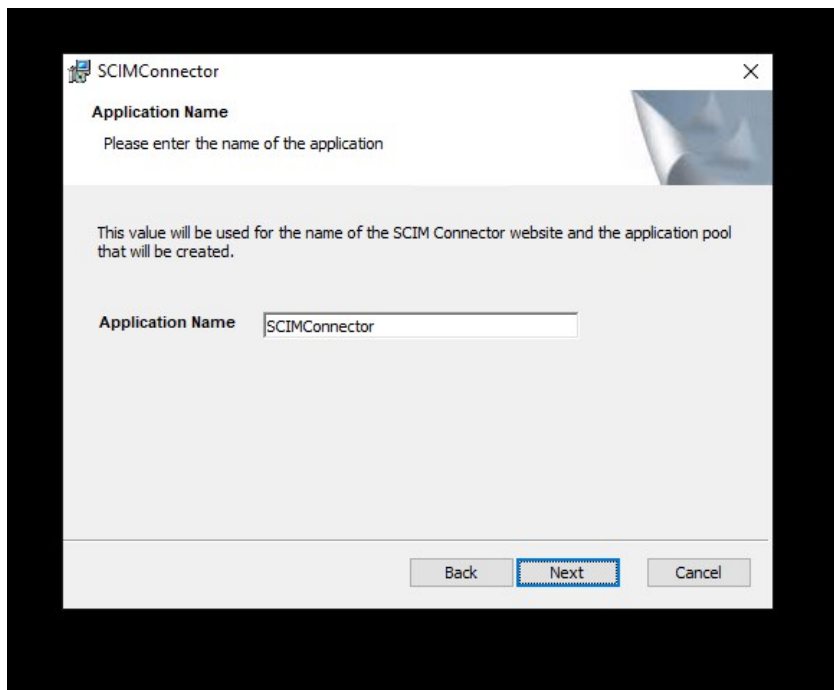 SCIMConnector
Application Name
Please enter the name of the application
This value will be used for the name of the SCIM Connector website and the application pool
that will be created.
Application Name SCIMConnector
Back Next Cancel